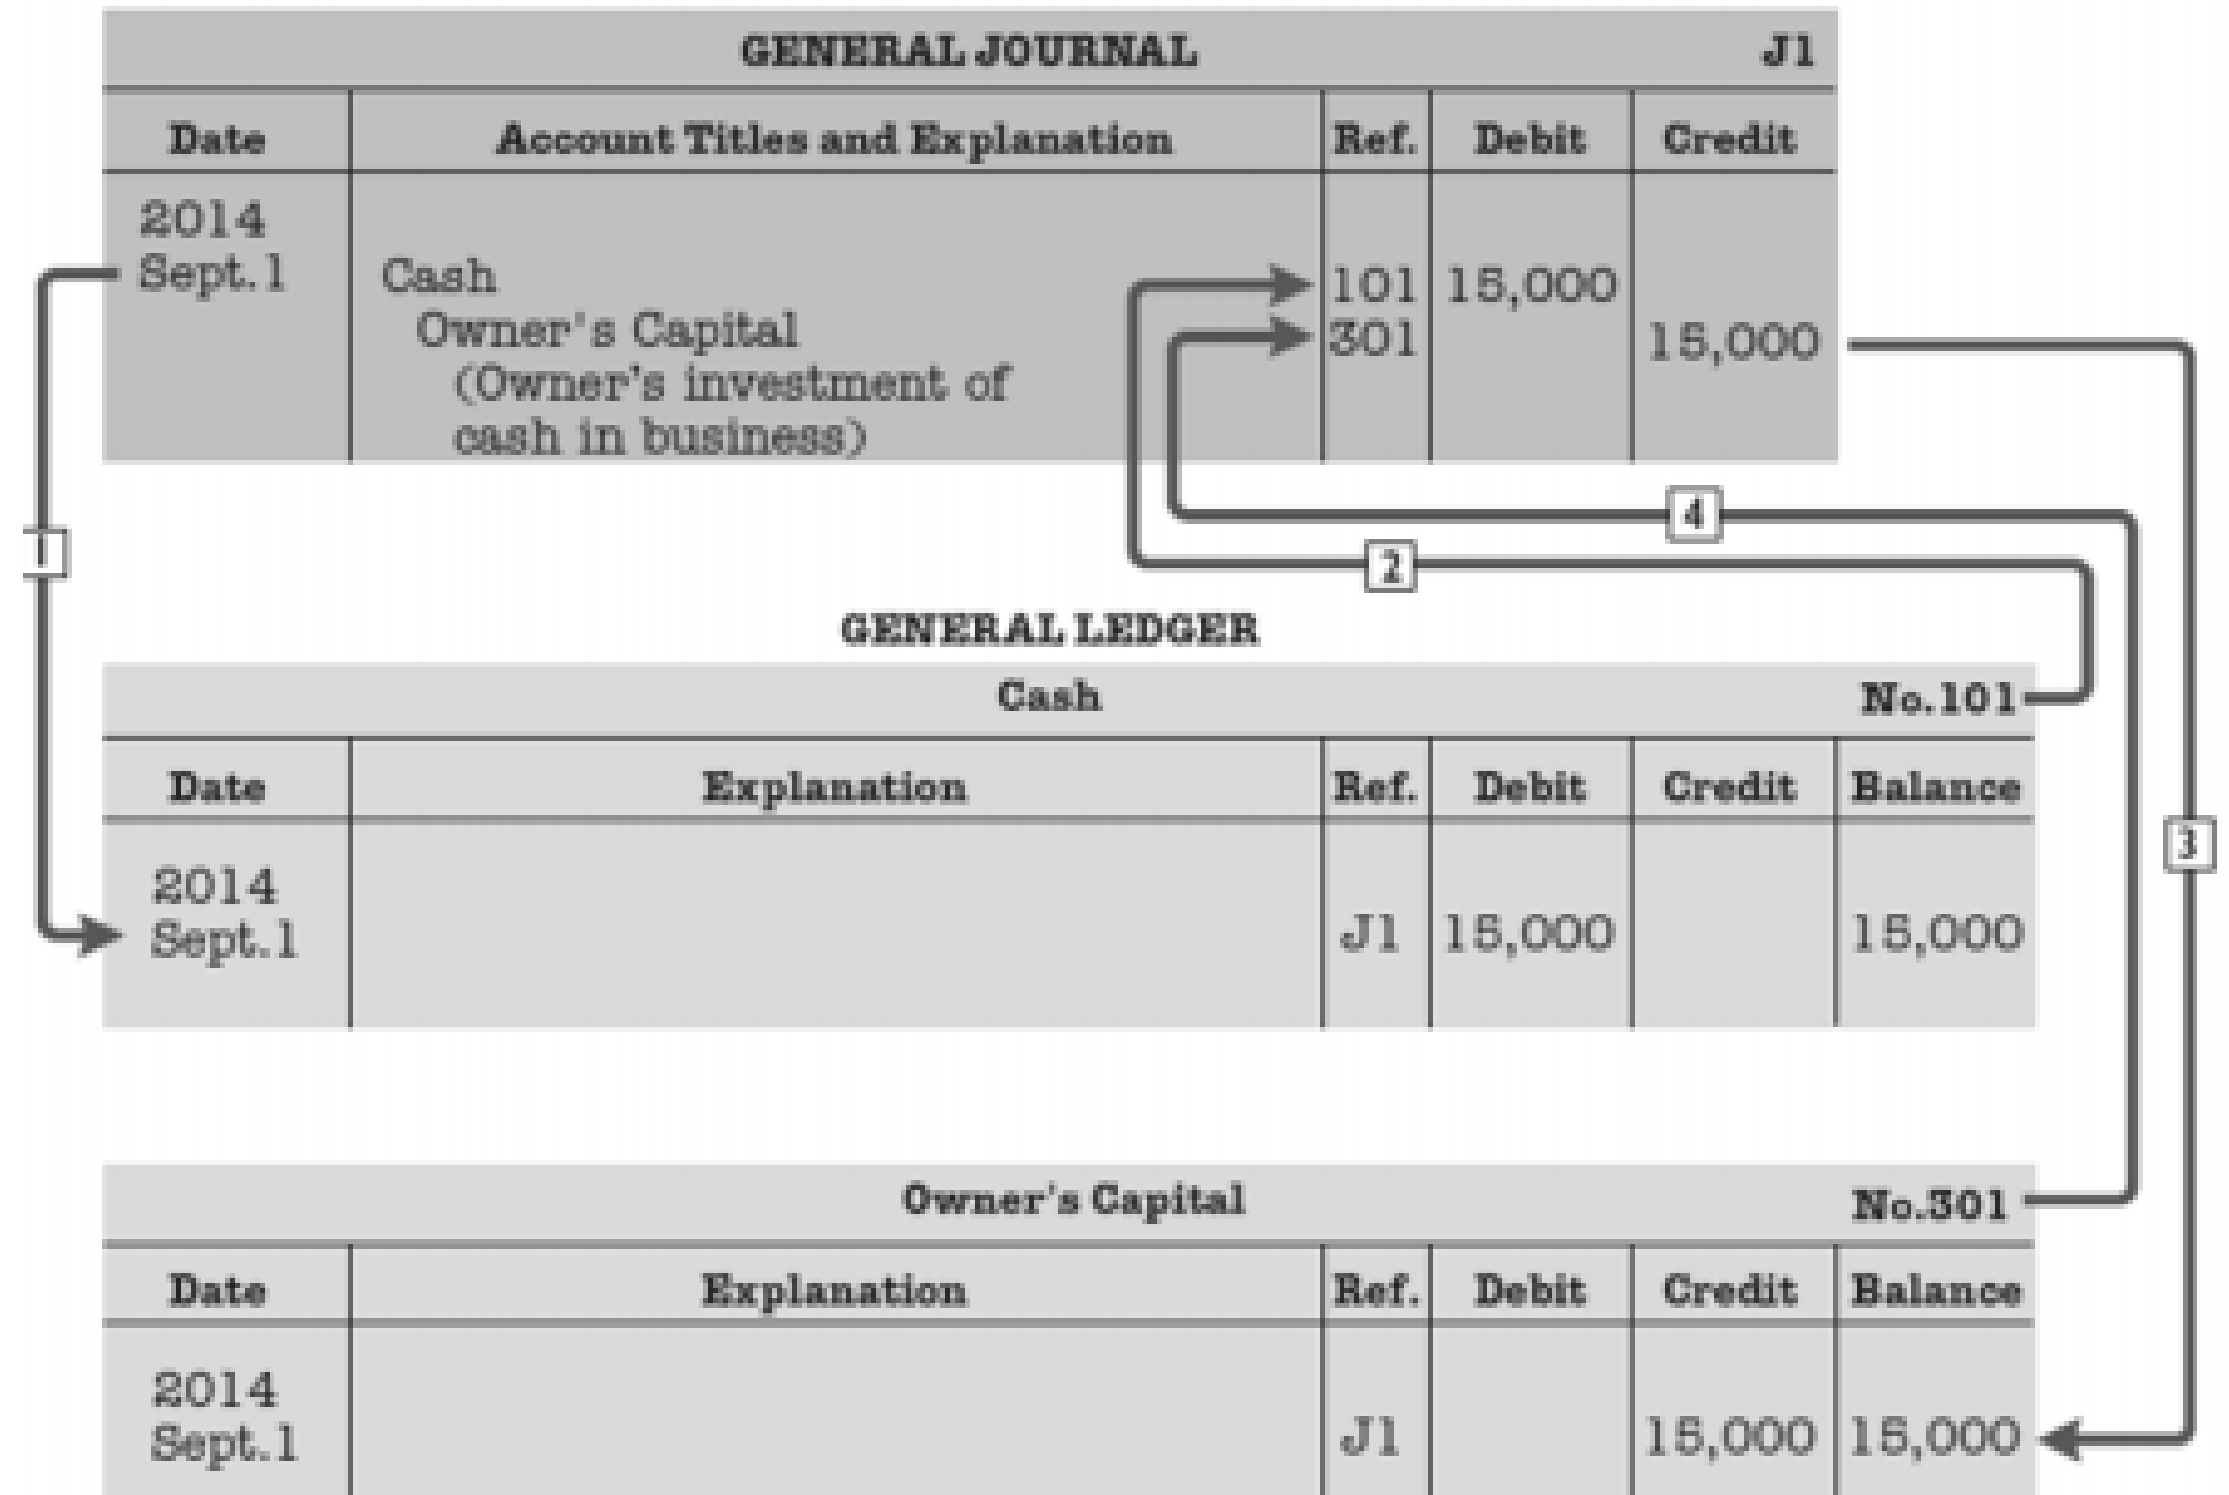 GENERAL JOURNAL J1
Date Account Titles and Explanation Ref. Debit Credit
2014
Sept.1 Cash 101 15,000
Owner's Capital 301 15,000
(Owner's investment of
cash in business)
4
1
2
GENERAL LEDGER
Cash No.101
Date Explanation Ref. Debit Credit Balance
3
2014
Sept.1 J1 15,000 15,000
Owner's Capital No.301
Date Explanation Ref. Debit Credit Balance
2014
Sept.1 J1 15,000 15,000